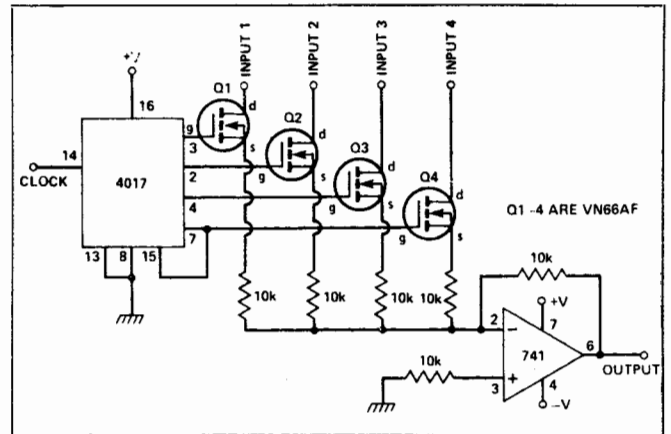 INPUT 1
INPUT 2
INPUT 3
INPUT 4
+V
Q1
d
16
9
s
3
Q2
d
14
CLOCK
4017
2
g
s
Q3
d
4
g
s
Q4
d
7
g
s
Q1 -4 ARE VN66AF
13
8
15
10k
10k
10k
10k
10k
+V
2
7
741
6
OUTPUT
10k
3
4
-V